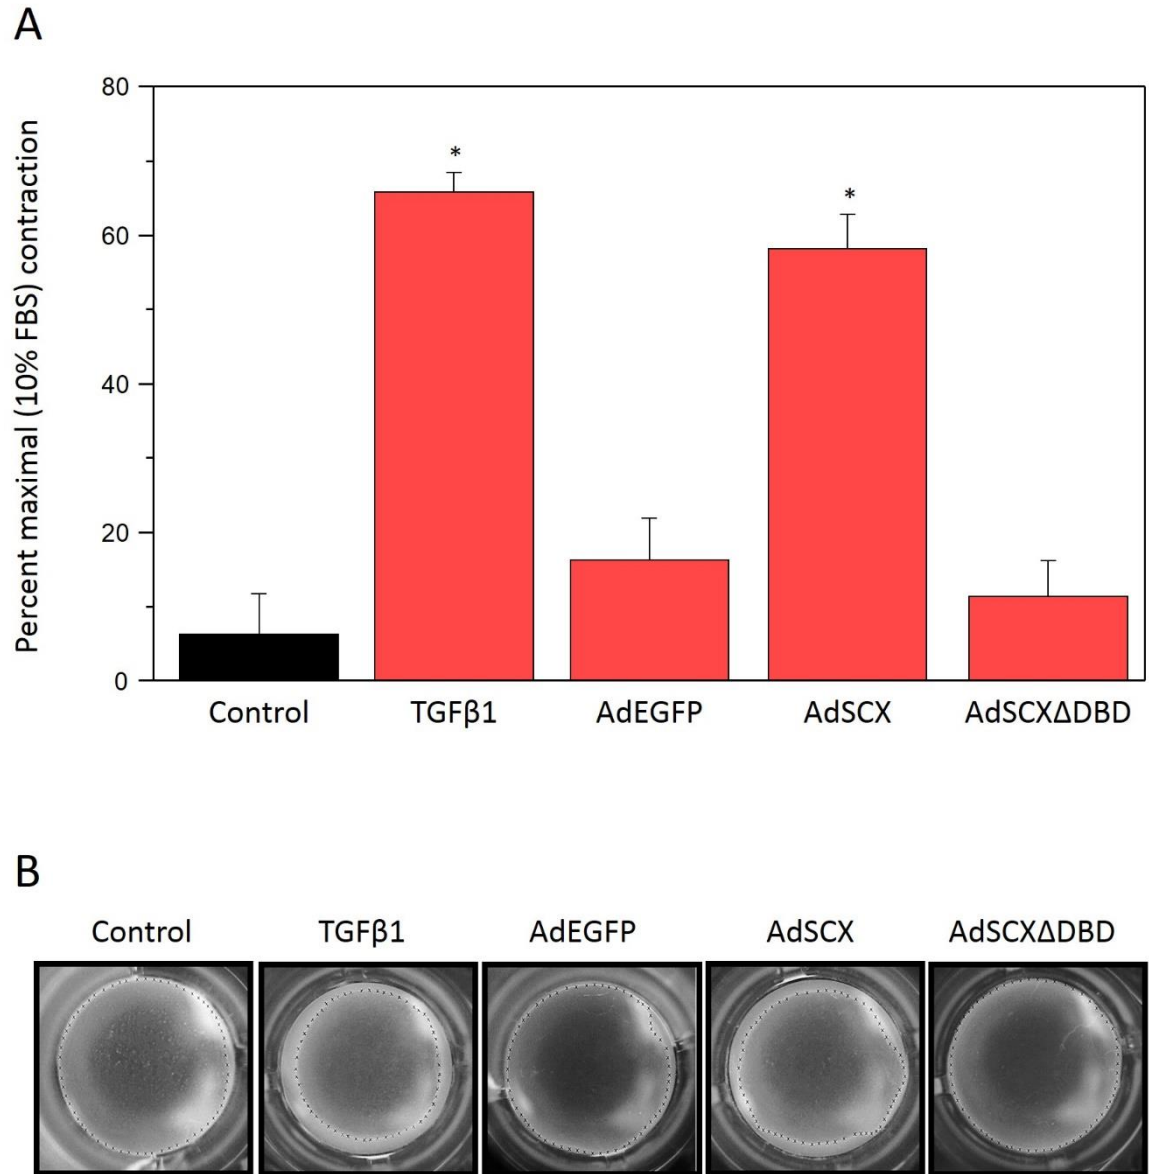 A
Percent maximal (10% FBS) contraction
80
60
40
20
0
*
*
Control TGFβ1 AdEGFP AdSCX AdSCXΔDBD
B
Control TGFβ1 AdEGFP AdSCX AdSCXΔDBD